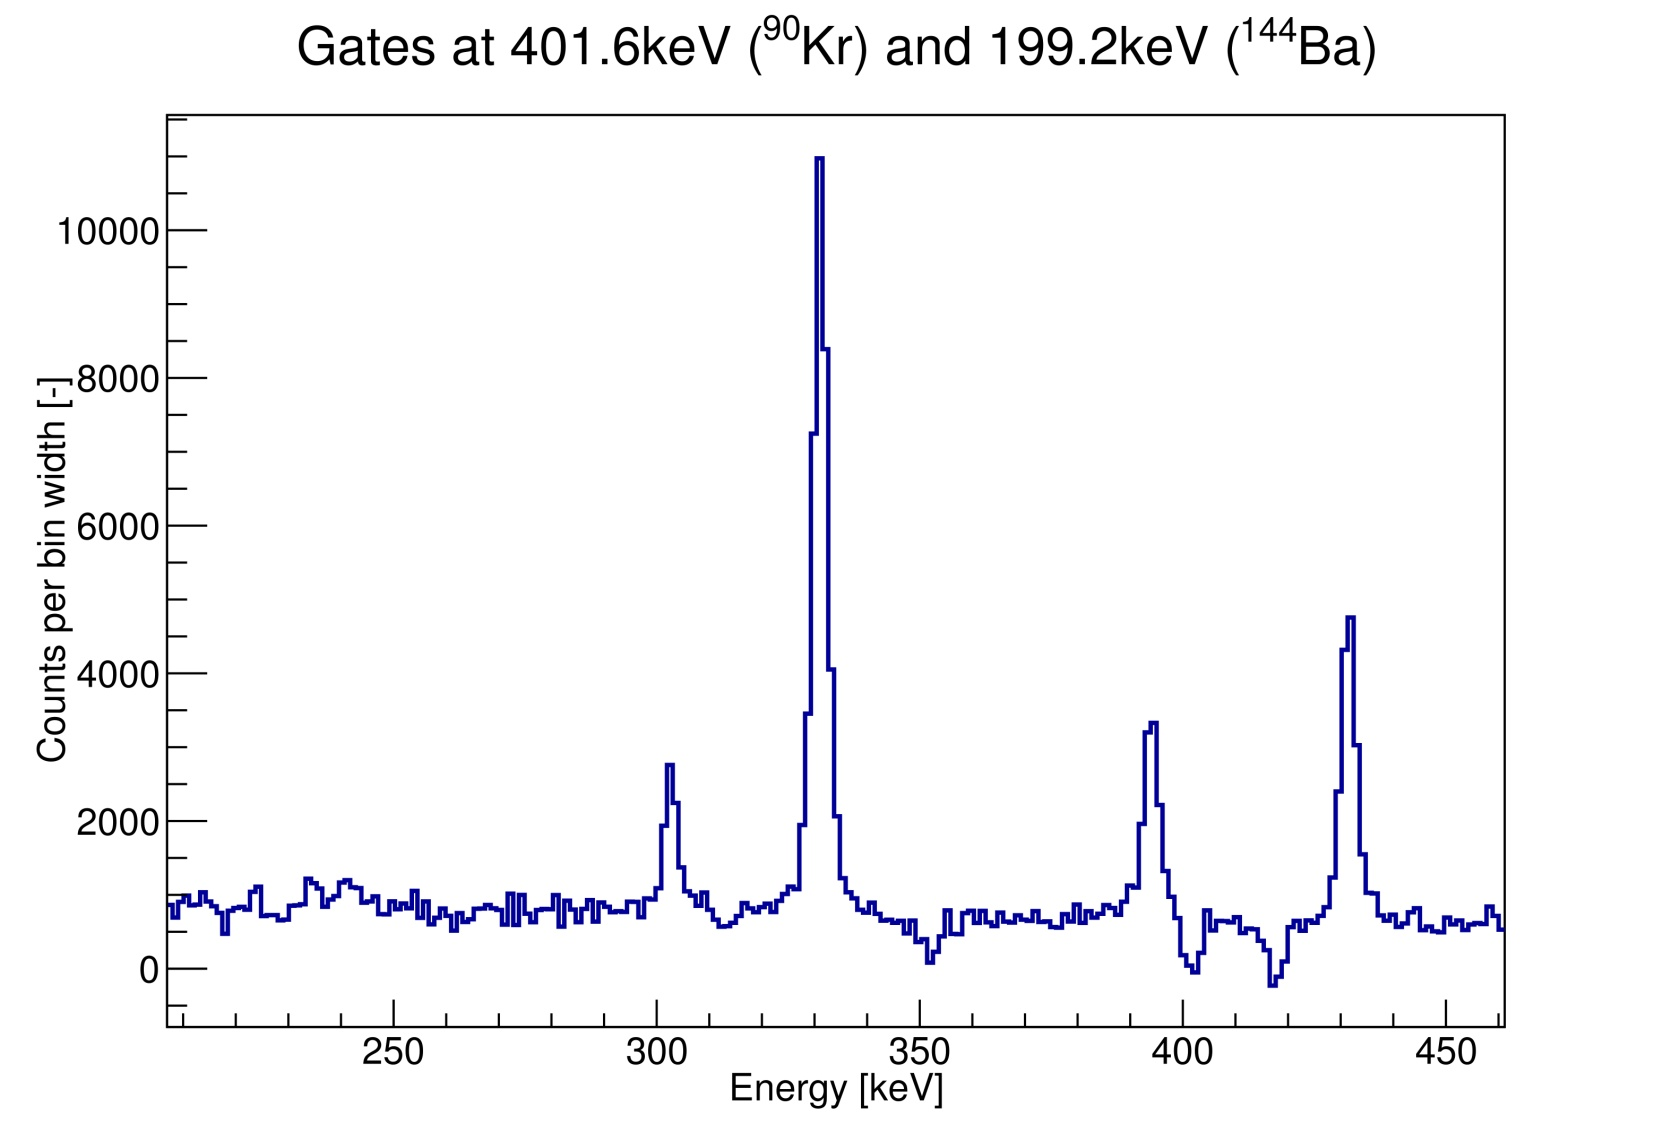 Gates at 401.6keV (⁹⁰Kr) and 199.2keV (¹⁴⁴Ba)
Counts per bin width [-]
10000
8000
6000
4000
2000
0
250 300 350 400 450
Energy [keV]